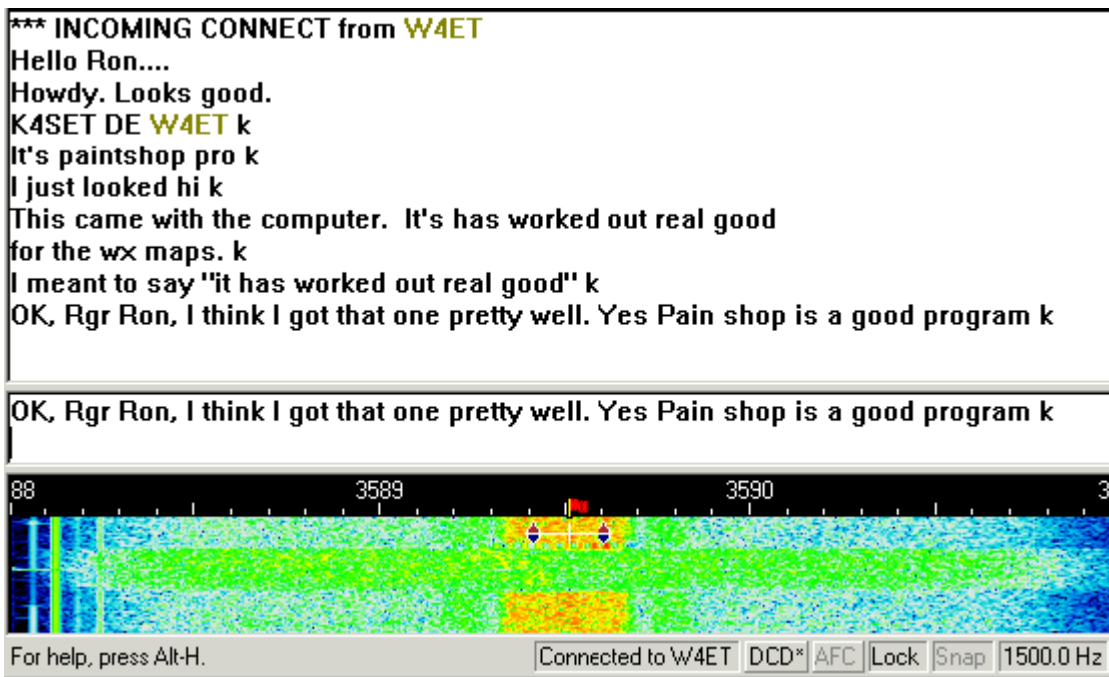 *** INCOMING CONNECT from W4ET
Hello Ron....
Howdy. Looks good.
K4SET DE W4ET k
It's paintshop pro k
I just looked hi k
This came with the computer.  It's has worked out real good
for the wx maps. k
I meant to say "it has worked out real good" k
OK, Rgr Ron, I think I got that one pretty well. Yes Pain shop is a good program k
OK, Rgr Ron, I think I got that one pretty well. Yes Pain shop is a good program k
88 3589 3590 3
For help, press Alt-H. Connected to W4ET DCD* AFC Lock Snap 1500.0 Hz